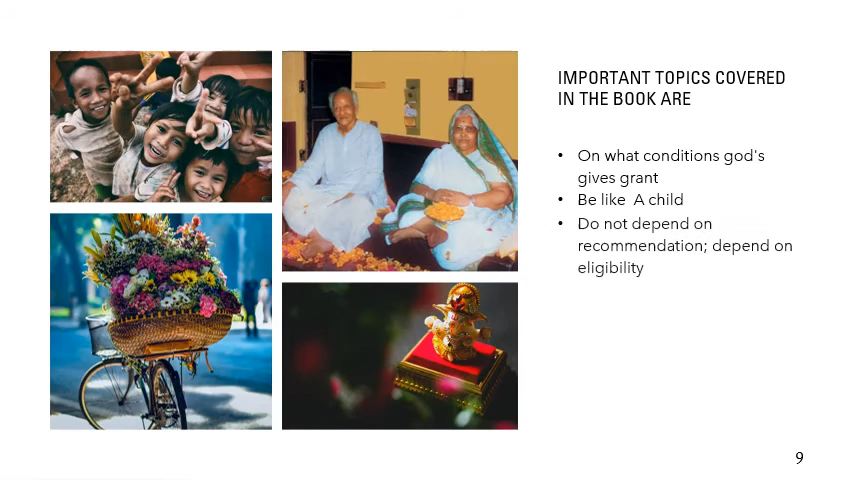 IMPORTANT TOPICS COVERED
IN THE BOOK ARE
• On what conditions god's
gives grant
• Be like A child
• Do not depend on
recommendation; depend on
eligibility
9